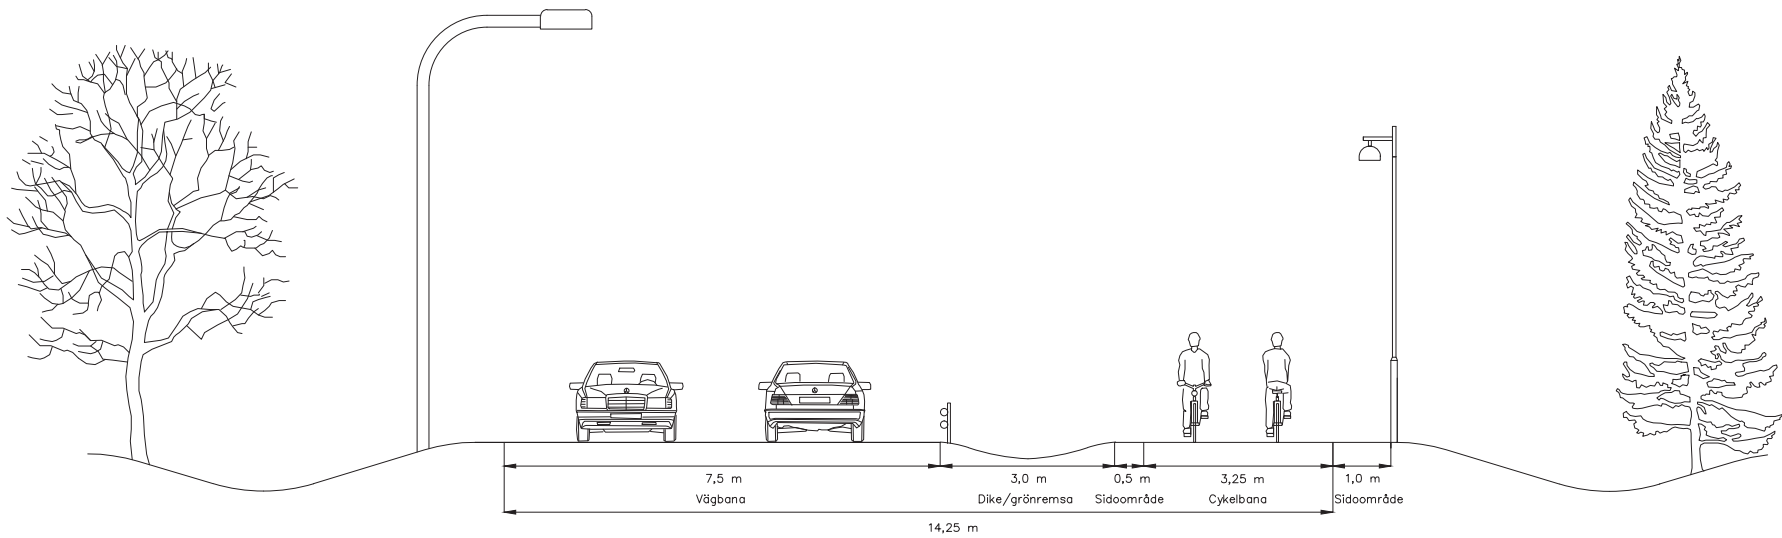 7,5 m 3,0 m 0,5 m 3,25 m 1,0 m
Vägbana Dike/grönremsa Sidoområde Cykelbana Sidoområde
14,25 m